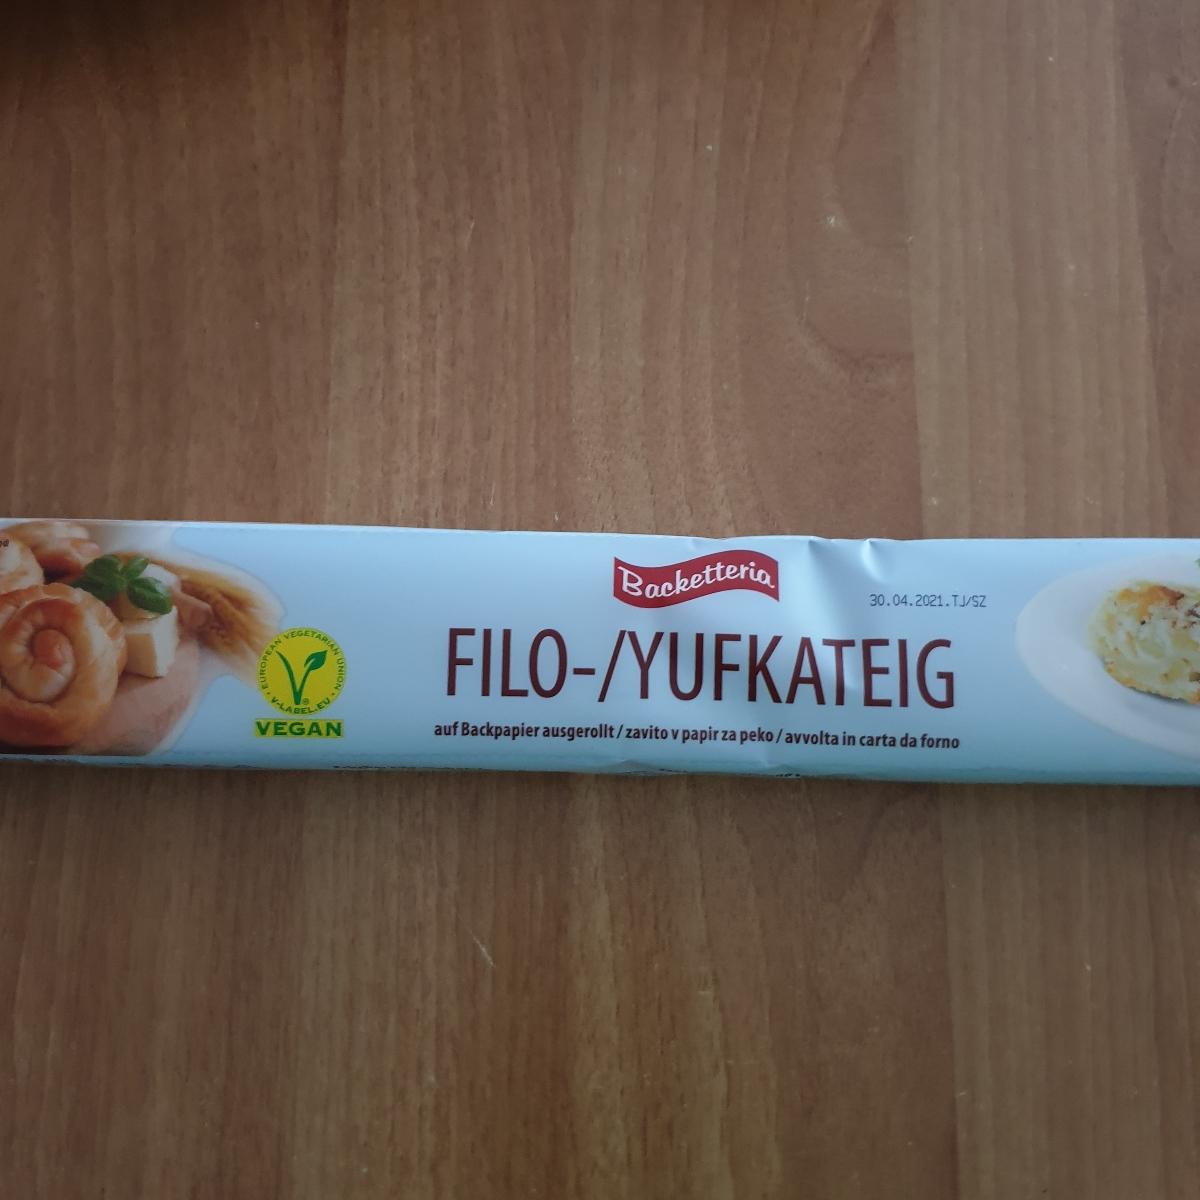 Backetteria
30.04.2021.TJ/SZ
FILO-/YUFKATEIG
auf Backpapier ausgerollt / zavito v papir za peko / avvolta in carta da forno
EUROPEAN VEGETARIAN UNION
V-LABEL.EU
VEGAN